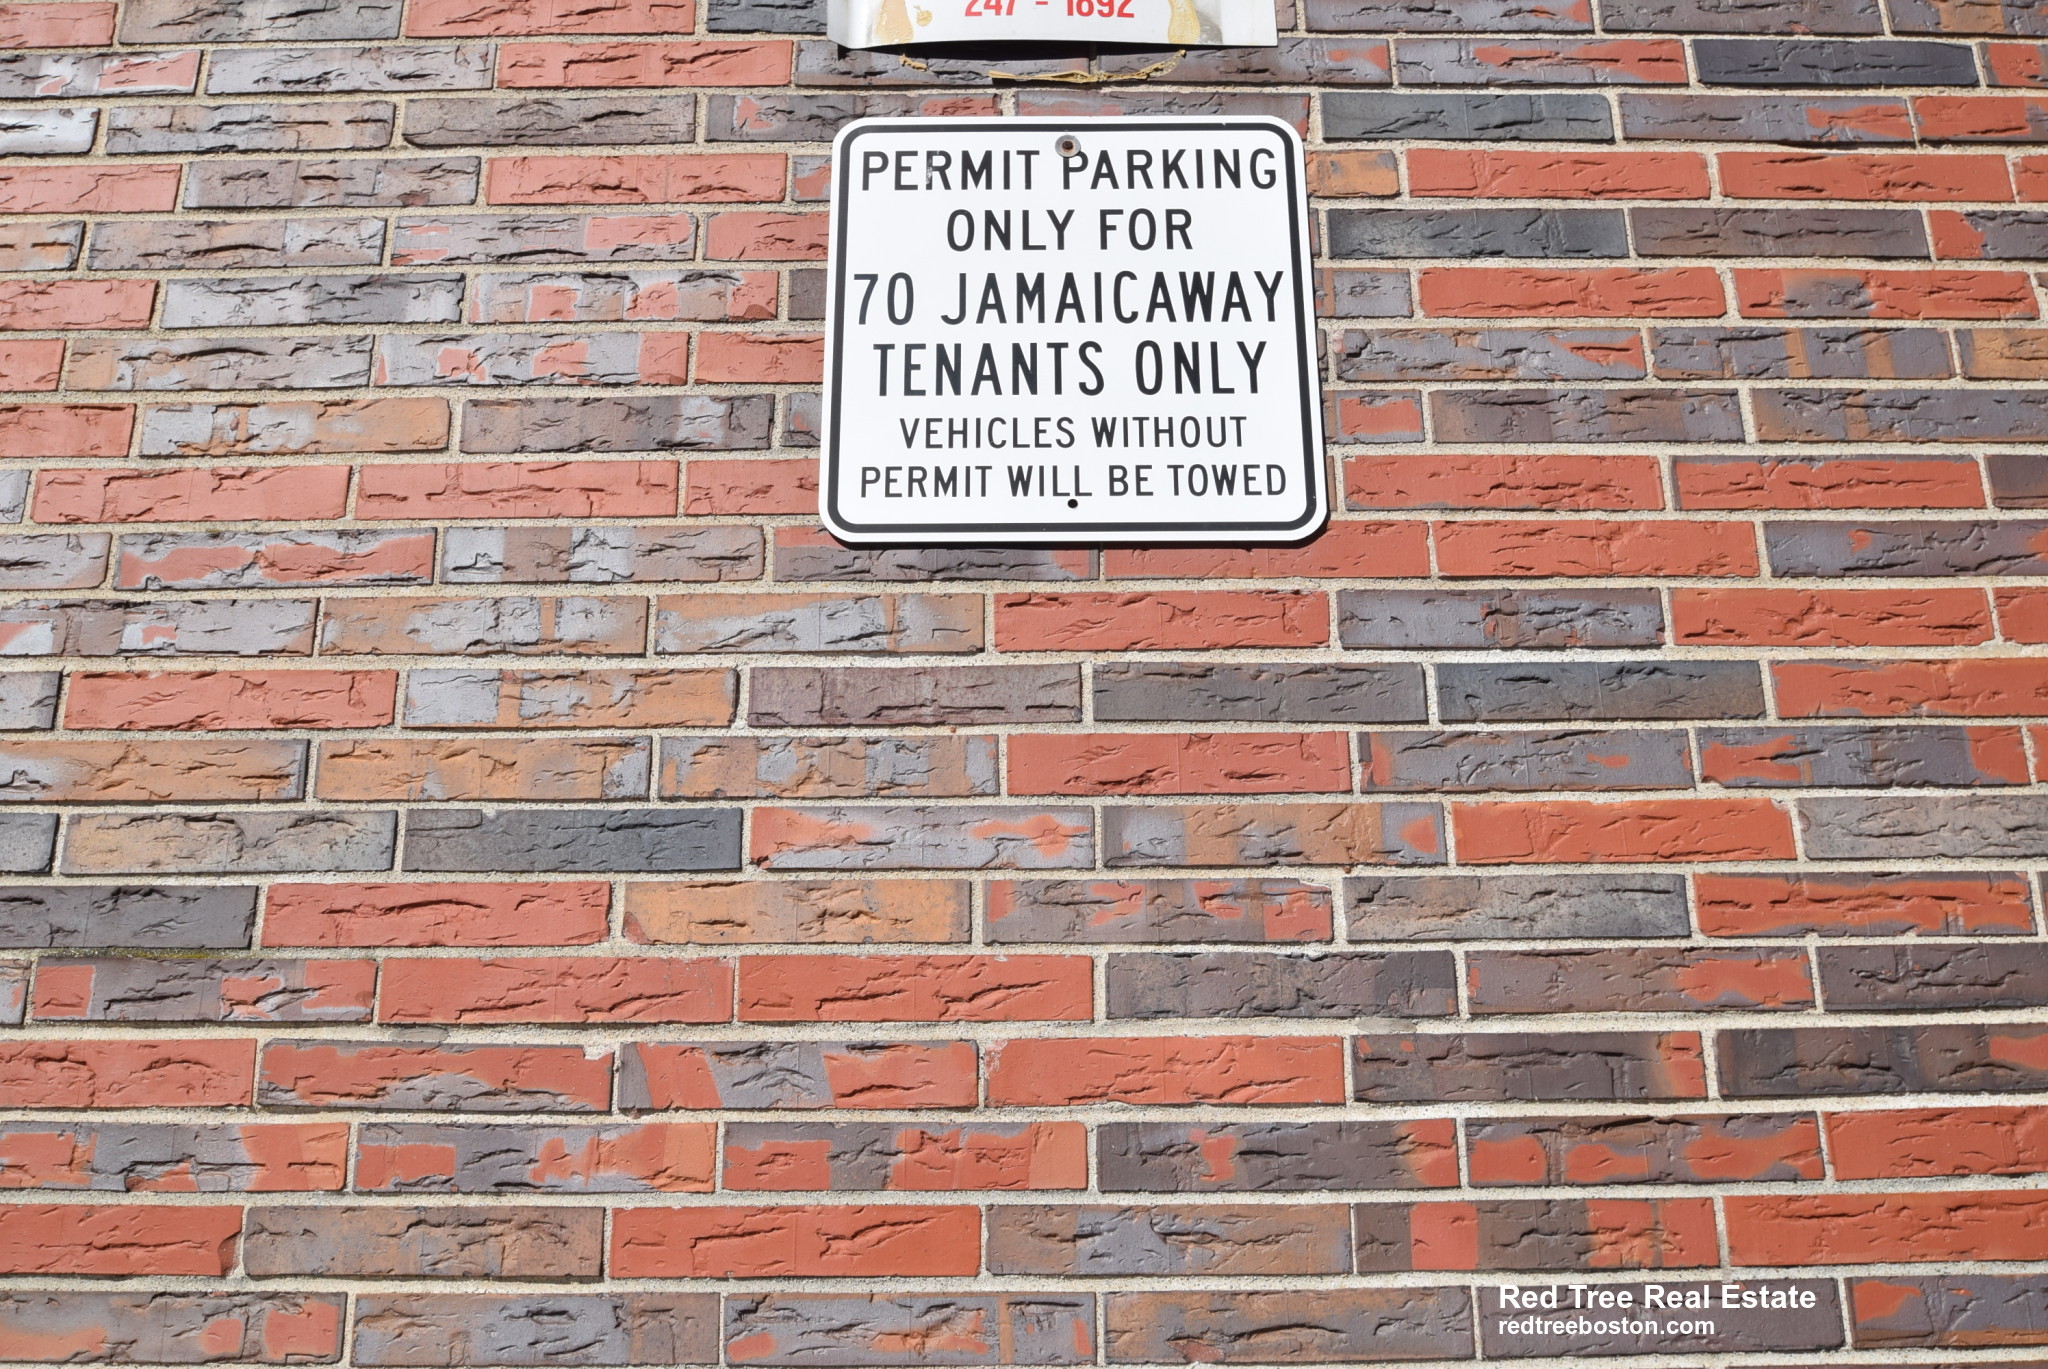 247 - 1892
PERMIT PARKING
ONLY FOR
70 JAMAICAWAY
TENANTS ONLY
VEHICLES WITHOUT
PERMIT WILL BE TOWED
Red Tree Real Estate
redtreeboston.com